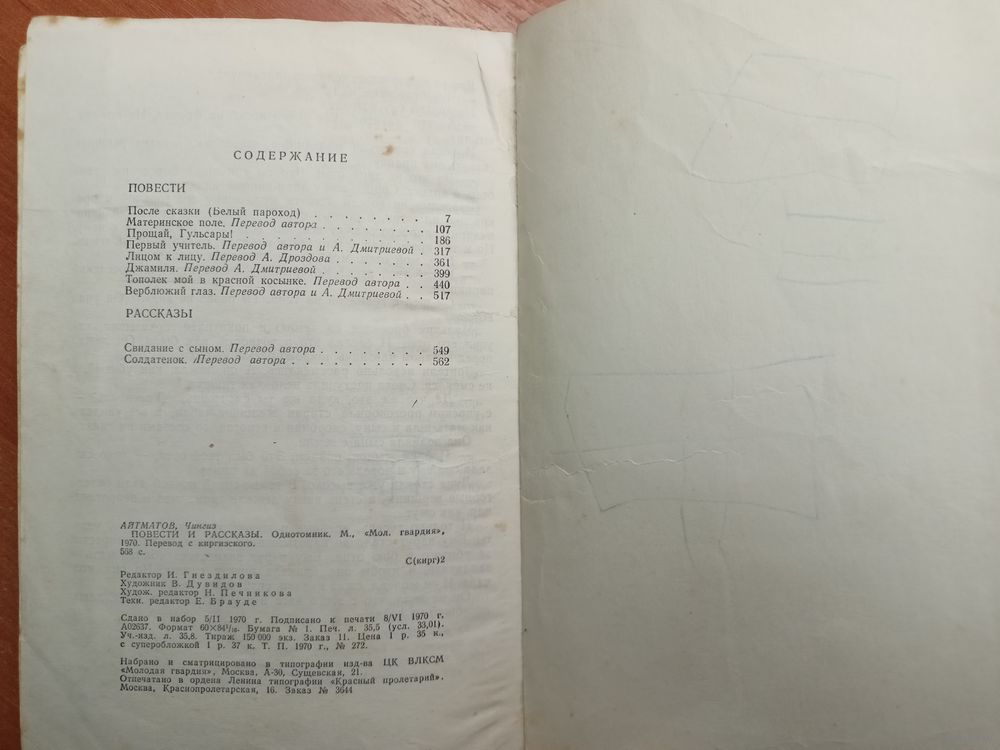 СОДЕРЖАНИЕ
ПОВЕСТИ
После сказки (Белый пароход) . . . . . . . . 7
Материнское поле. Перевод автора . . . . . . . . 107
Прощай, Гульсары! . . . . . . . . . . . . . 186
Первый учитель. Перевод автора и А. Дмитриевой . 317
Лицом к лицу. Перевод А. Дроздова . . . . . . . 361
Джамиля. Перевод А. Дмитриевой . . . . . . . . 399
Тополек мой в красной косынке. Перевод автора . . 440
Верблюжий глаз. Перевод автора и А. Дмитриевой . . 517
РАССКАЗЫ
Свидание с сыном. Перевод автора . . . . . . . . 549
Солдатенок. Перевод автора . . . . . . . . . . 562
АЯТМАТОВ, Чингиз
ПОВЕСТИ И РАССКАЗЫ. Однотомник. М., «Мол. гвардия»,
1970. Перевод с киргизского.
568 с.
С(кирг)2
Редактор И. Гнездилова
Художник В. Дувидов
Худож. редактор Н. Печникова
Техн. редактор Е. Брауде
Сдано в набор 5/II 1970 г. Подписано к печати 8/VI 1970 г.
А02637. Формат 60×84¹/₁₆. Бумага № 1. Печ. л. 35,5 (усл. 33,01).
Уч.-изд. л. 35,8. Тираж 150 000 экз. Заказ 11. Цена 1 р. 35 к.,
с суперобложкой 1 р. 37 к. Т. П. 1970 г., № 272.
Набрано и сматрицировано в типографии изд-ва ЦК ВЛКСМ
«Молодая гвардия», Москва, А-30, Сущевская, 21.
Отпечатано в ордена Ленина типографии «Красный пролетарий».
Москва, Краснопролетарская, 16. Заказ № 3644